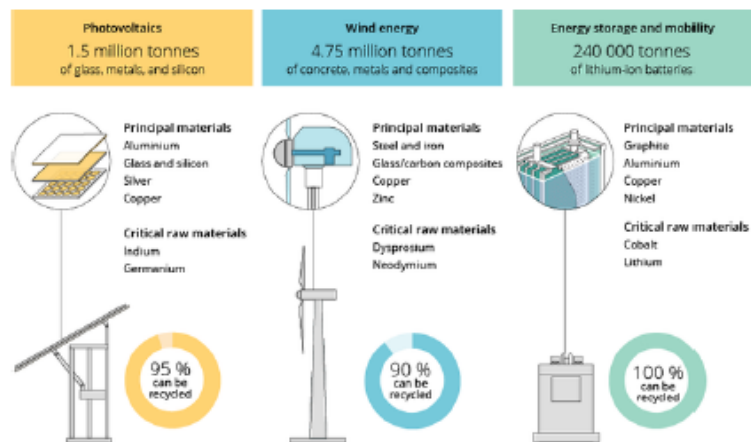 Photovoltaics
1.5 million tonnes
of glass, metals, and silicon
Wind energy
4.75 million tonnes
of concrete, metals and composites
Energy storage and mobility
240 000 tonnes
of lithium-ion batteries
Principal materials
Aluminium
Glass and silicon
Silver
Copper
Critical raw materials
Indium
Germanium
95 %
can be
recycled
Principal materials
Steel and iron
Glass/carbon composites
Copper
Zinc
Critical raw materials
Dysprosium
Neodymium
90 %
can be
recycled
Principal materials
Graphite
Aluminium
Copper
Nickel
Critical raw materials
Cobalt
Lithium
100 %
can be
recycled